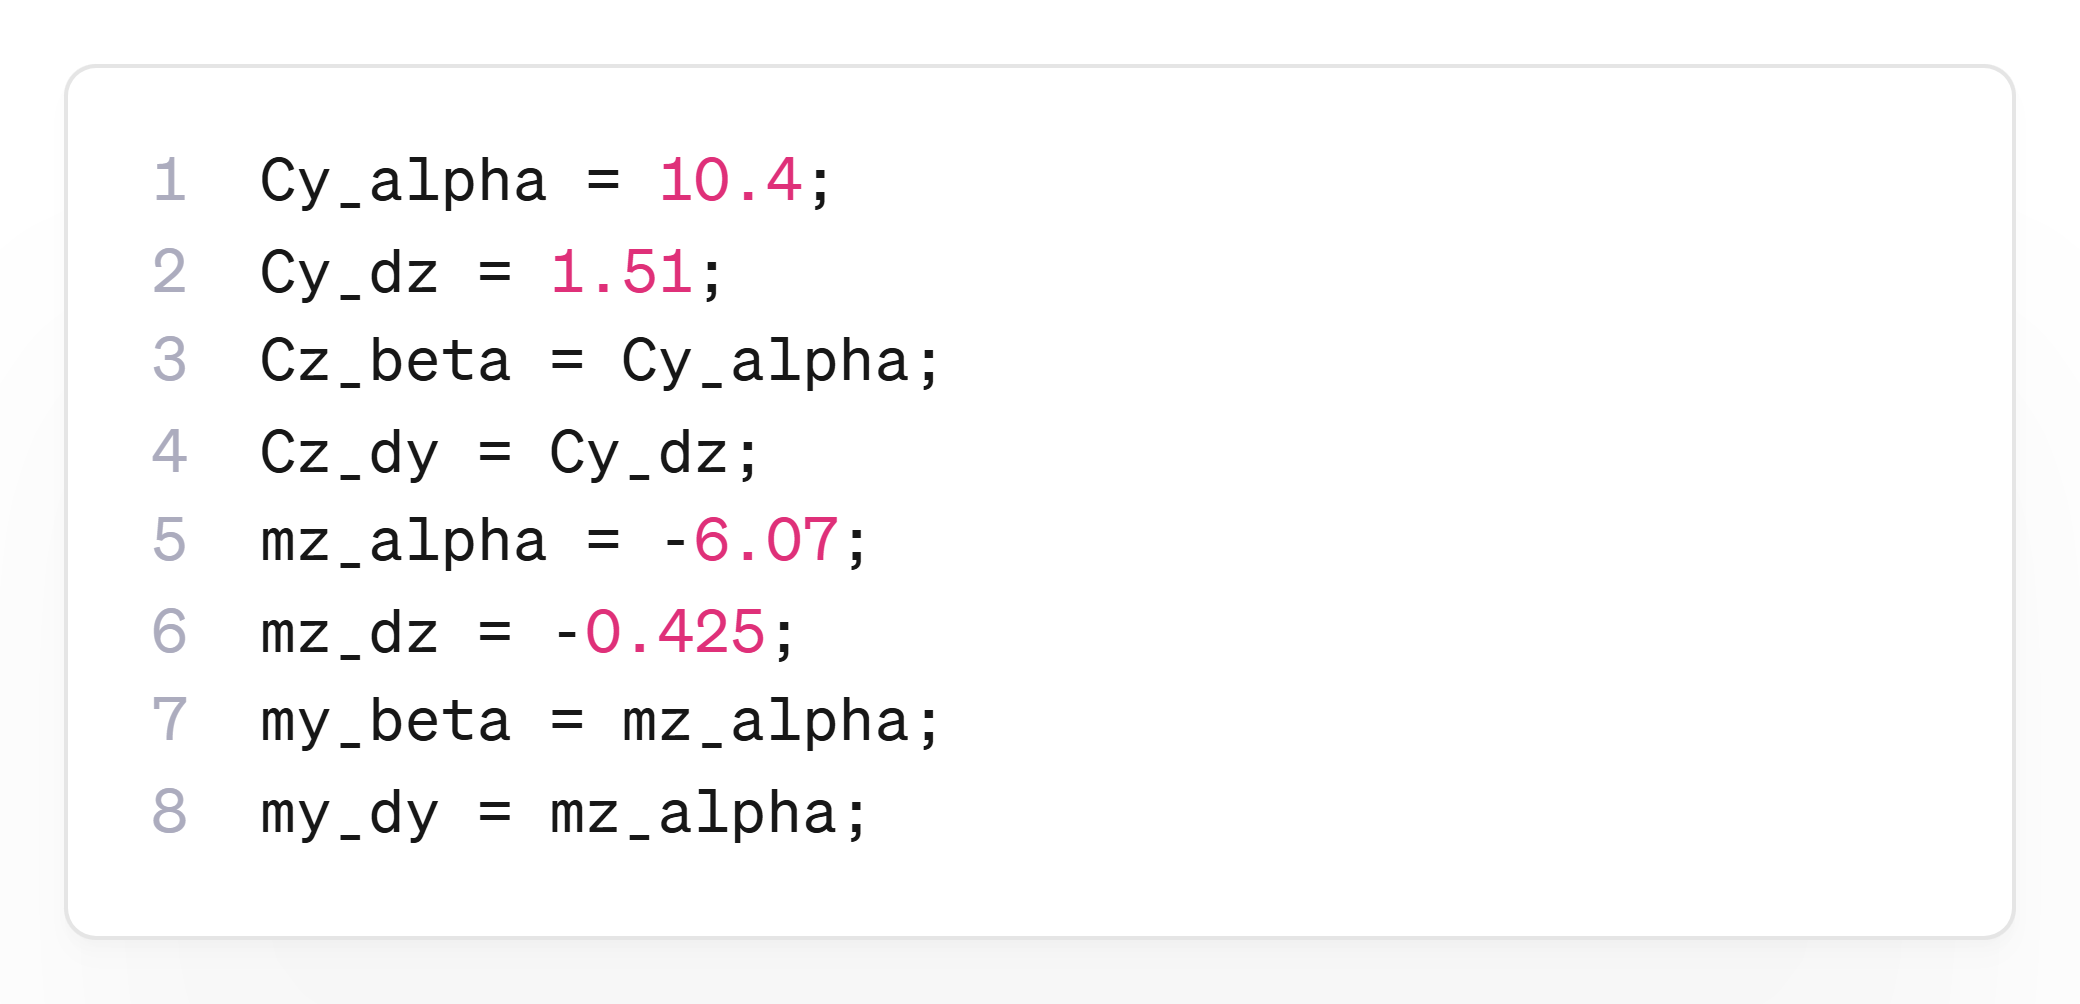 1 Cy_alpha = 10.4;
2 Cy_dz = 1.51;
3 Cz_beta = Cy_alpha;
4 Cz_dy = Cy_dz;
5 mz_alpha = -6.07;
6 mz_dz = -0.425;
7 my_beta = mz_alpha;
8 my_dy = mz_alpha;